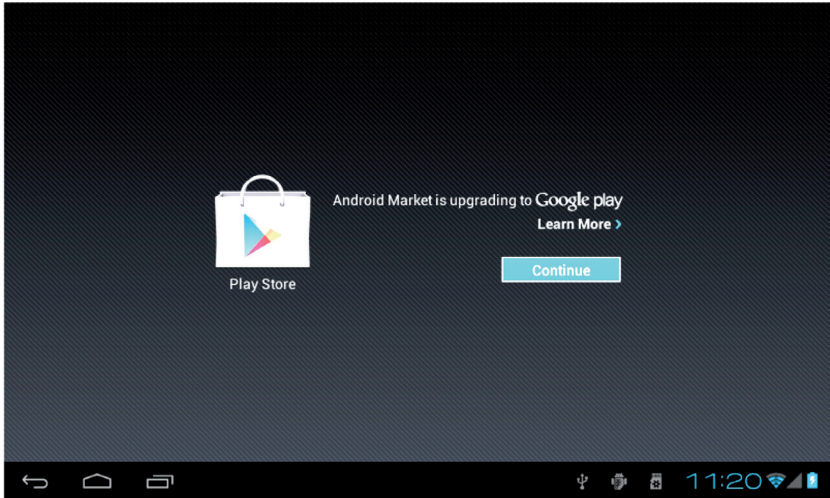 Android Market is upgrading to Google play
Learn More >
Continue
Play Store
11:20